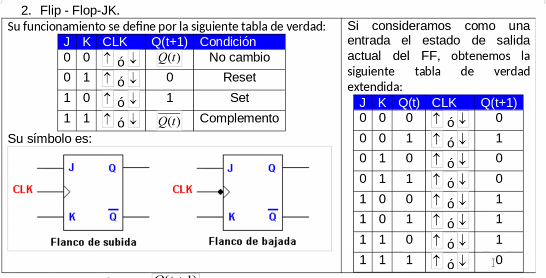 2. Flip - Flop-JK.
Su funcionamiento se define por la siguiente tabla de verdad:
J K CLK Q(t+1) Condición
0 0 ↑ ó ↓ Q(t) No cambio
0 1 ↑ ó ↓ 0 Reset
1 0 ↑ ó ↓ 1 Set
1 1 ↑ ó ↓ Q̅(t) Complemento
Su símbolo es:
J Q
CLK
K Q̅
Flanco de subida
J Q
CLK
K Q̅
Flanco de bajada
Si consideramos como una
entrada el estado de salida
actual del FF, obtenemos la
siguiente tabla de verdad
extendida:
J K Q(t) CLK Q(t+1)
0 0 0 ↑ ó ↓ 0
0 0 1 ↑ ó ↓ 1
0 1 0 ↑ ó ↓ 0
0 1 1 ↑ ó ↓ 0
1 0 0 ↑ ó ↓ 1
1 0 1 ↑ ó ↓ 1
1 1 0 ↑ ó ↓ 1
1 1 1 ↑ ó ↓ 0